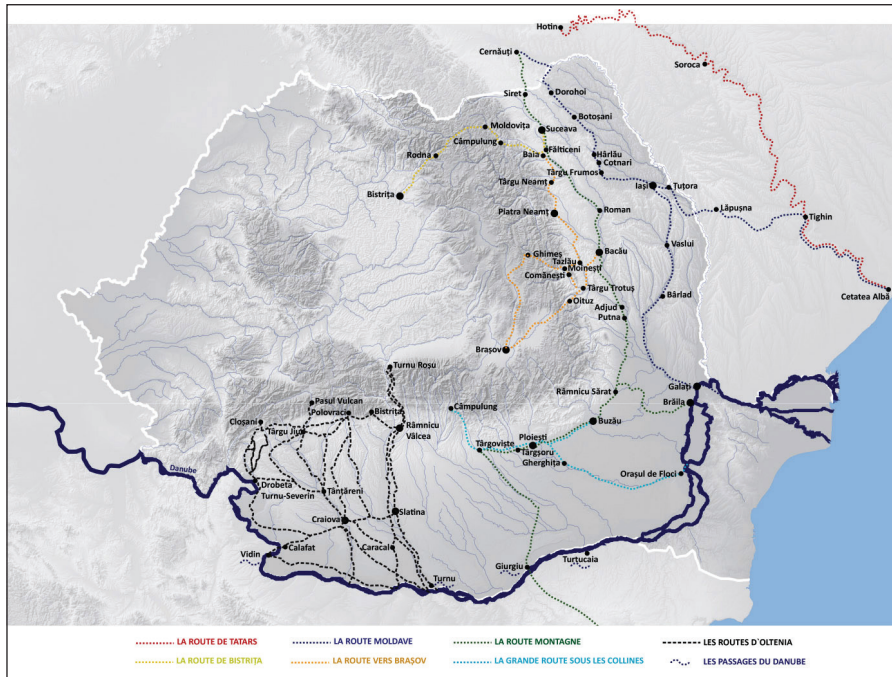 Hotin
Cernăuți
Soroca
Siret
Dorohoi
Botoșani
Moldovița
Suceava
Câmpulung
Fălticeni
Hârlău
Rodna
Baia
Cotnari
Târgu Frumos
Târgu Neamț
Iași
Țuțora
Bistrița
Lăpușna
Piatra Neamț
Roman
Tighin
Ghimeș
Bacău
Vaslui
Tazlău
Moinești
Comănești
Târgu Trotuș
Cetatea Albă
Oituz
Bârlad
Adjud
Putna
Brașov
Turnu Roșu
Galați
Râmnicu Sărat
Pasul Vulcan
Brăila
Polovraci
Bistrița
Câmpulung
Cloșani
Târgu Jiu
Râmnicu
Vâlcea
Buzău
Ploiești
Târgoviște
Târgșoru
Gherghița
Danube
Orașul de Floci
Drobeta
Turnu-Severin
Țânțăreni
Craiova
Slatina
Vidin
Calafat
Caracal
Turtucaia
Giurgiu
Turnu
LA ROUTE DE TATARS
LA ROUTE MOLDAVE
LA ROUTE MONTAGNE
LES ROUTES D`OLTENIA
LA ROUTE DE BISTRIȚA
LA ROUTE VERS BRAȘOV
LA GRANDE ROUTE SOUS LES COLLINES
LES PASSAGES DU DANUBE